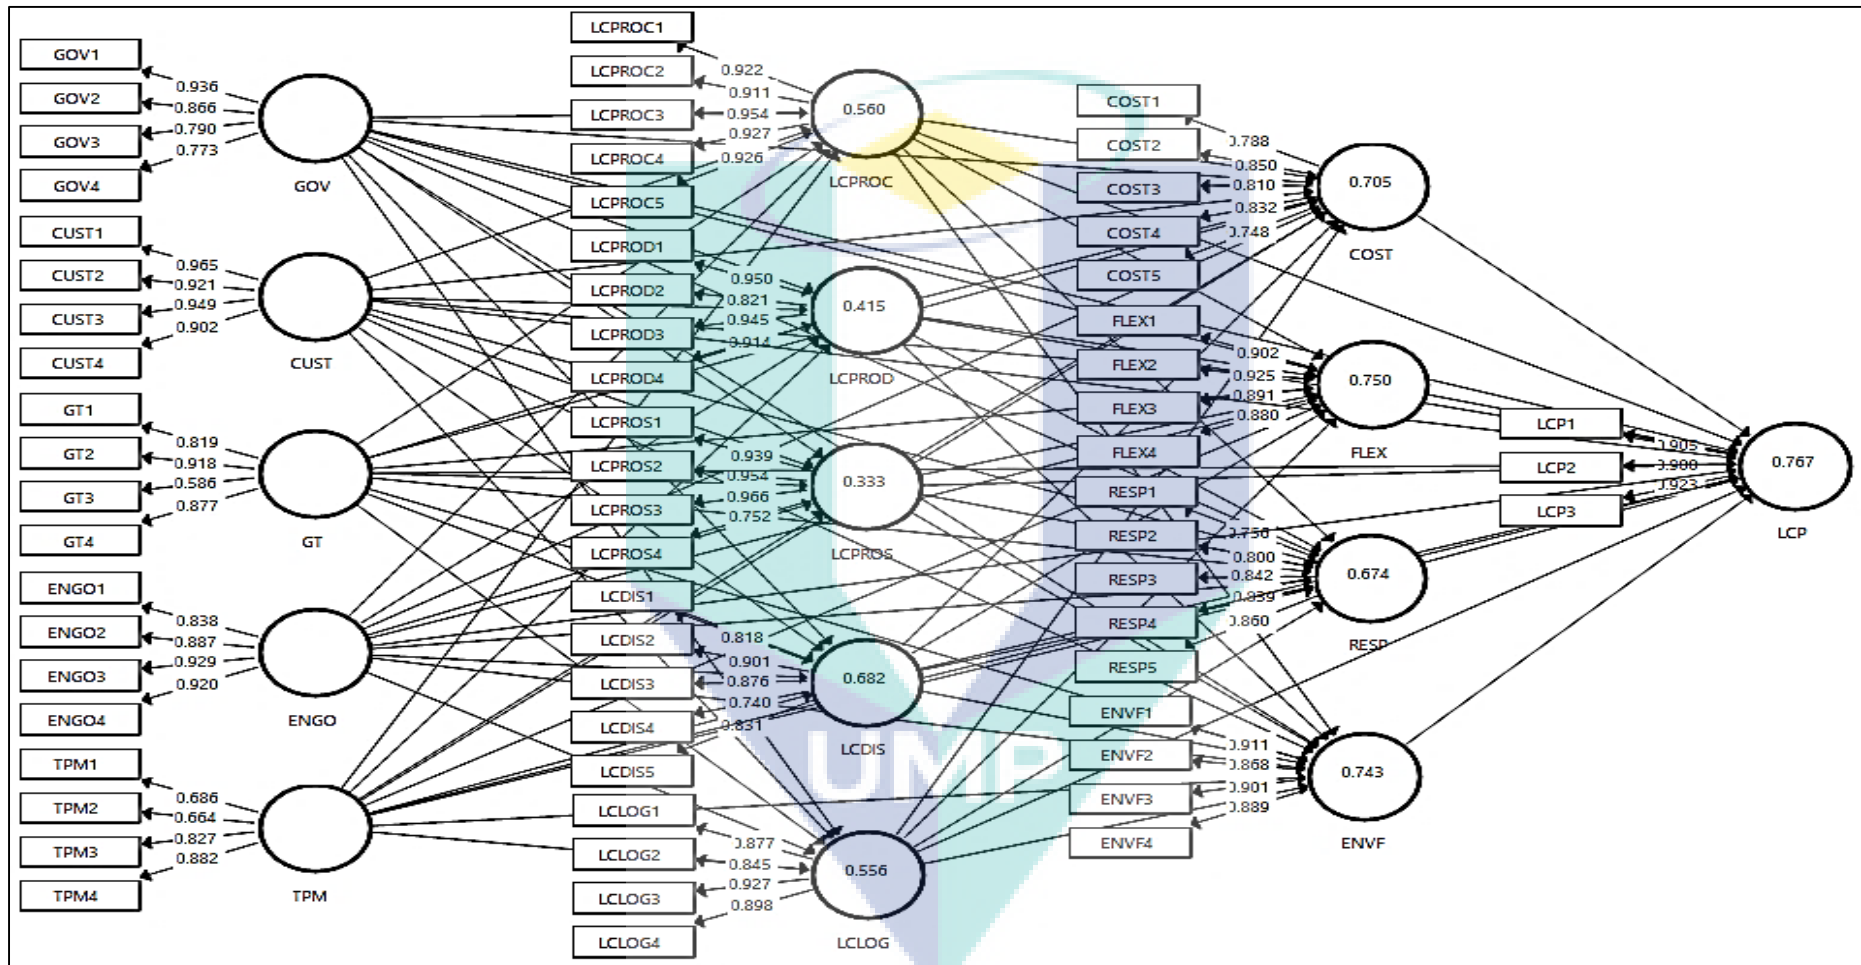 GOV1
GOV2
GOV3
GOV4
0.936
0.866
0.790
0.773
GOV
CUST1
CUST2
CUST3
CUST4
0.965
0.921
0.949
0.902
CUST
GT1
GT2
GT3
GT4
0.819
0.918
0.586
0.877
GT
ENGO1
ENGO2
ENGO3
ENGO4
0.838
0.887
0.929
0.920
ENGO
TPM1
TPM2
TPM3
TPM4
0.686
0.664
0.827
0.882
TPM
LCPROC1
LCPROC2
LCPROC3
LCPROC4
LCPROC5
0.922
0.911
0.954
0.927
0.926
0.560
LCPROC
LCPROD1
LCPROD2
LCPROD3
LCPROD4
0.950
0.821
0.945
0.914
0.415
LCPROD
LCPROS1
LCPROS2
LCPROS3
LCPROS4
0.939
0.954
0.966
0.752
0.333
LCPROS
LCDIS1
LCDIS2
LCDIS3
LCDIS4
LCDIS5
0.818
0.901
0.876
0.740
0.831
0.682
LCDIS
LCLOG1
LCLOG2
LCLOG3
LCLOG4
0.877
0.845
0.927
0.898
0.556
LCLOG
COST1
COST2
COST3
COST4
COST5
0.788
0.850
0.810
0.832
0.748
0.705
COST
FLEX1
FLEX2
FLEX3
FLEX4
0.902
0.925
0.891
0.880
0.750
FLEX
RESP1
RESP2
RESP3
RESP4
RESP5
0.756
0.800
0.842
0.839
0.860
0.674
RESP
ENVF1
ENVF2
ENVF3
ENVF4
0.911
0.868
0.901
0.889
0.743
ENVF
LCP1
LCP2
LCP3
0.905
0.900
0.923
0.767
LCP
UMP